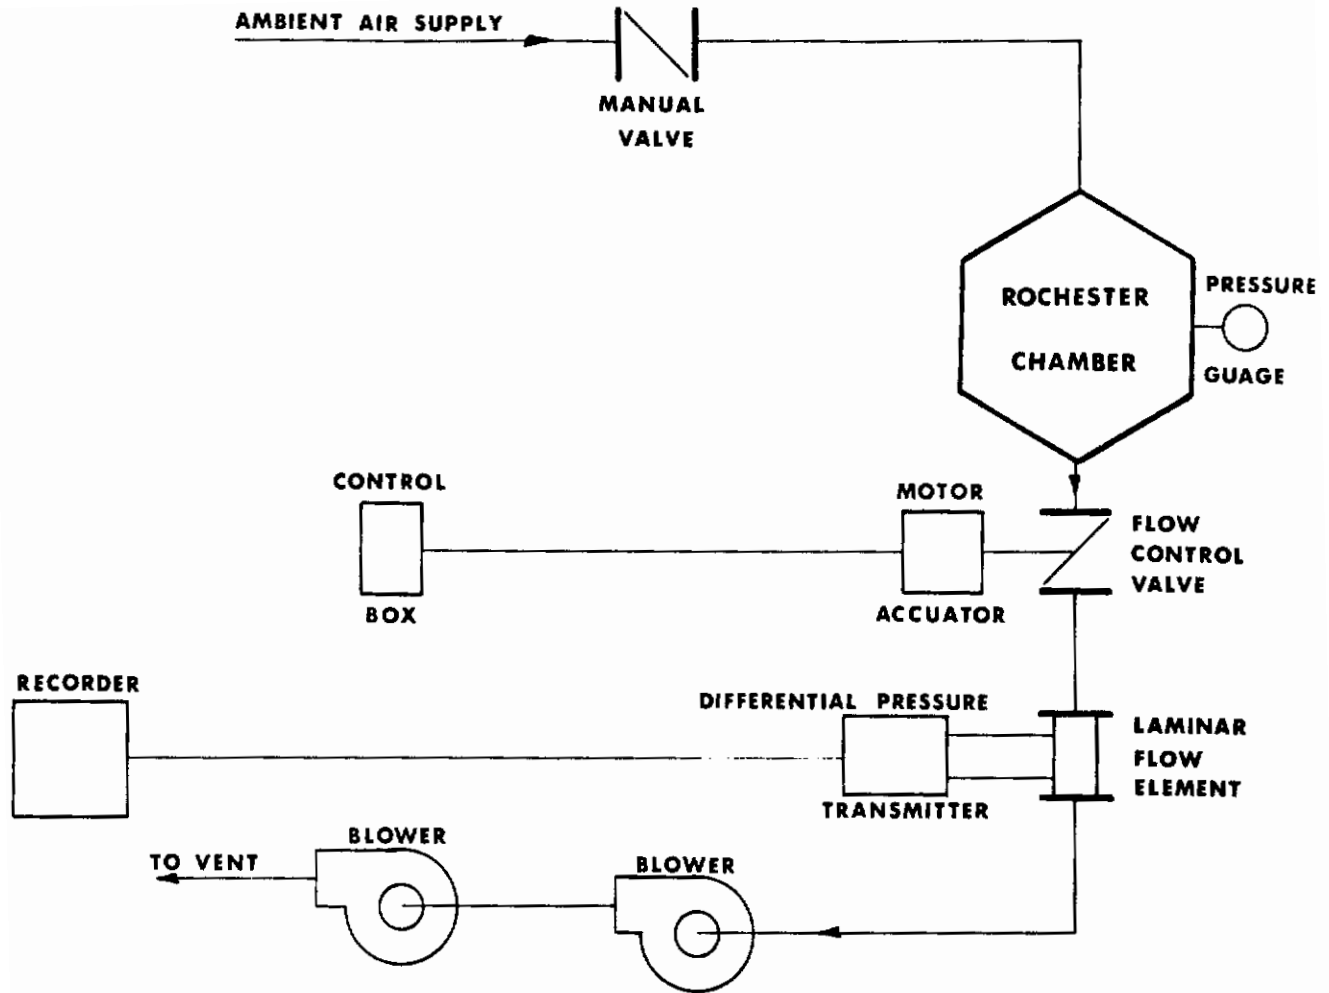 AMBIENT AIR SUPPLY
MANUAL
VALVE
ROCHESTER
CHAMBER
PRESSURE
GUAGE
CONTROL
BOX
MOTOR
ACCUATOR
FLOW
CONTROL
VALVE
RECORDER
DIFFERENTIAL PRESSURE
TRANSMITTER
LAMINAR
FLOW
ELEMENT
BLOWER
TO VENT
BLOWER